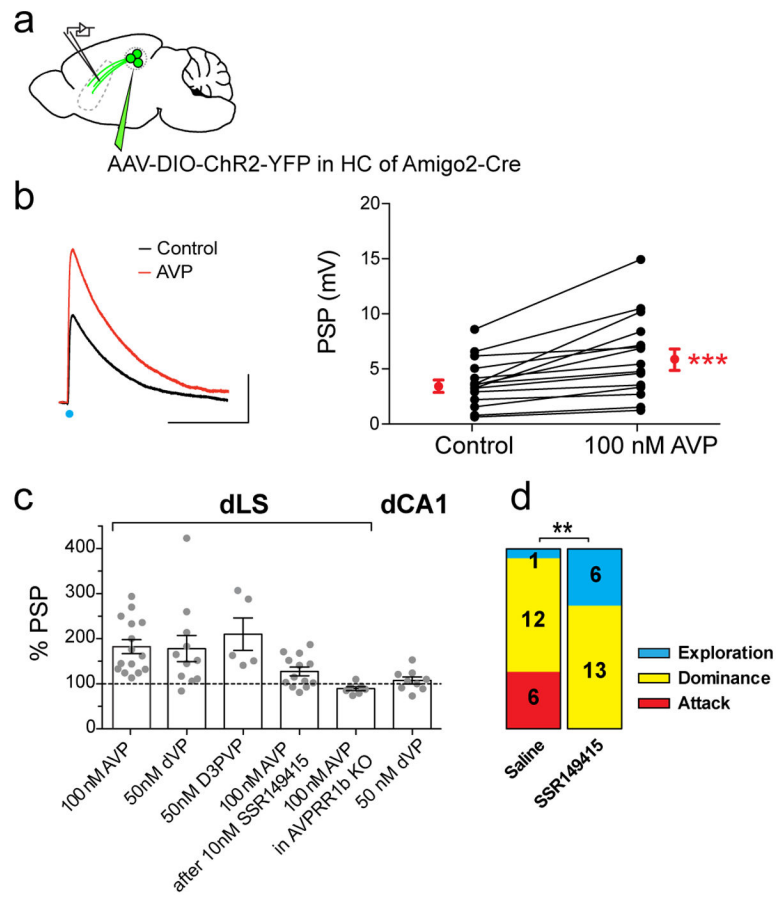 a
AAV-DIO-ChR2-YFP in HC of Amigo2-Cre
b
Control
AVP
PSP (mV)
20
15
10
5
0
***
Control
100 nM AVP
c
dLS
dCA1
% PSP
400
300
200
100
0
100 nM AVP
50nM dVP
50nM D3PVP
100 nM AVP
after 10nM SSR149415
100 nM AVP
in AVPRR1b KO
50 nM dVP
d
**
1
12
6
6
13
Saline
SSR149415
Exploration
Dominance
Attack